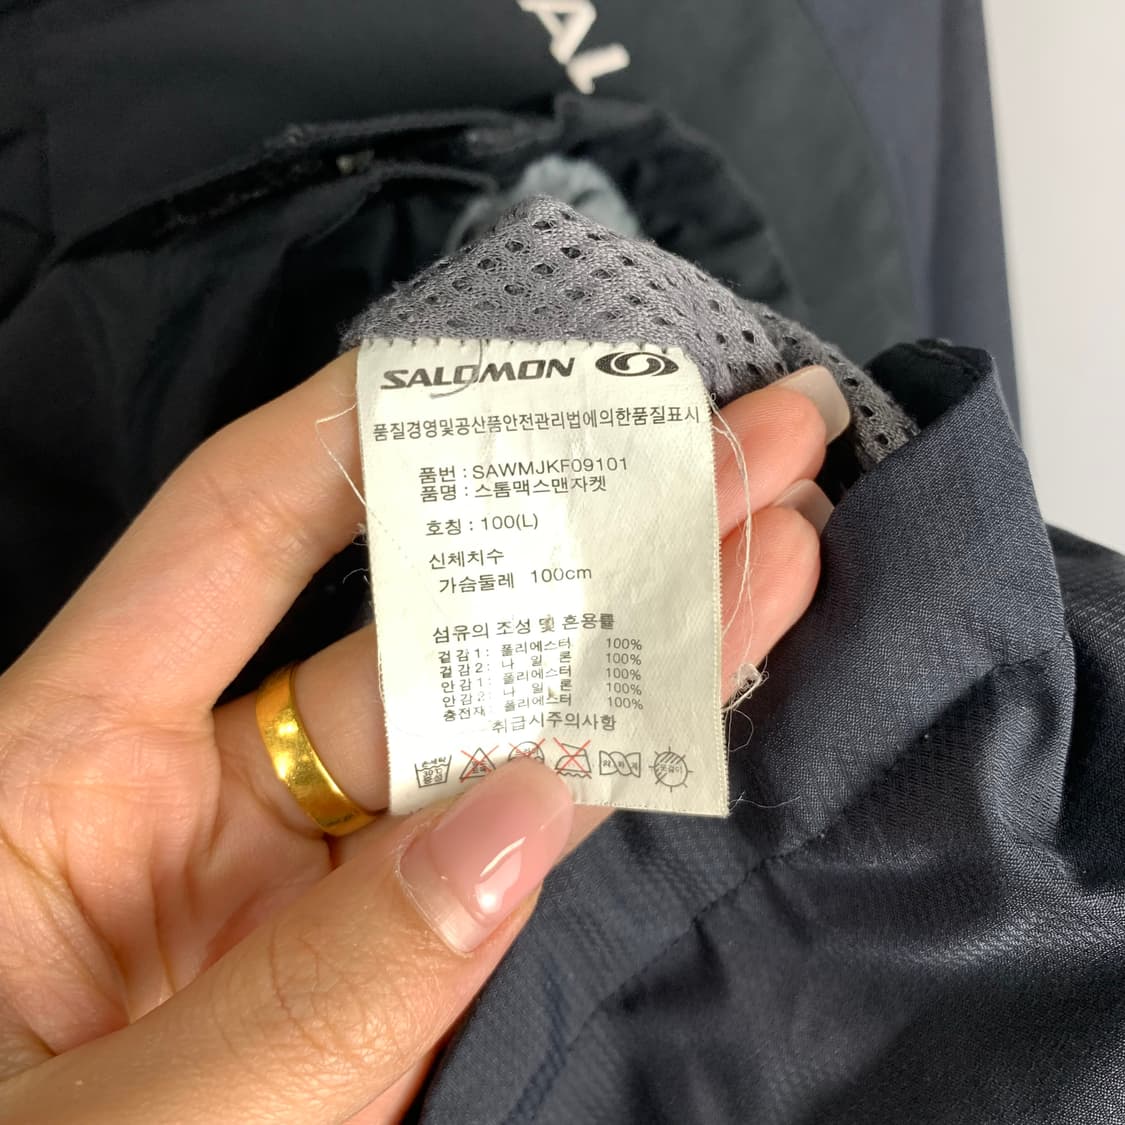 AL
SALOMON
품질경영및공산품안전관리법에의한품질표시
품번 : SAWMJKF09101
품명 : 스톰맥스맨자켓
호칭 : 100(L)
신체치수
가슴둘레 100cm
섬유의 조성 및 혼용률
겉감1: 폴리에스터 100%
겉감2: 나 일 론 100%
안감1: 폴리에스터 100%
안감2: 나 일 론 100%
충전재: 폴리에스터 100%
취급시주의사항